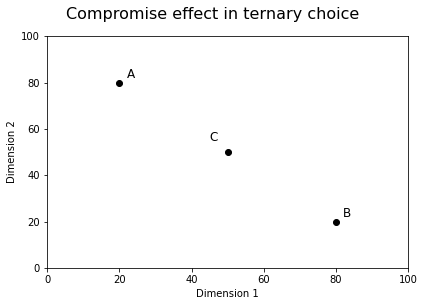 Compromise effect in ternary choice
100
80
60
40
20
0
Dimension 2
A
C
B
0 20 40 60 80 100
Dimension 1